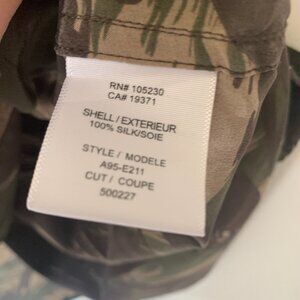 RN# 105230
CA# 19371
SHELL / EXTERIEUR
100% SILK/SOIE
STYLE / MODELE
A95-E211
CUT / COUPE
500227